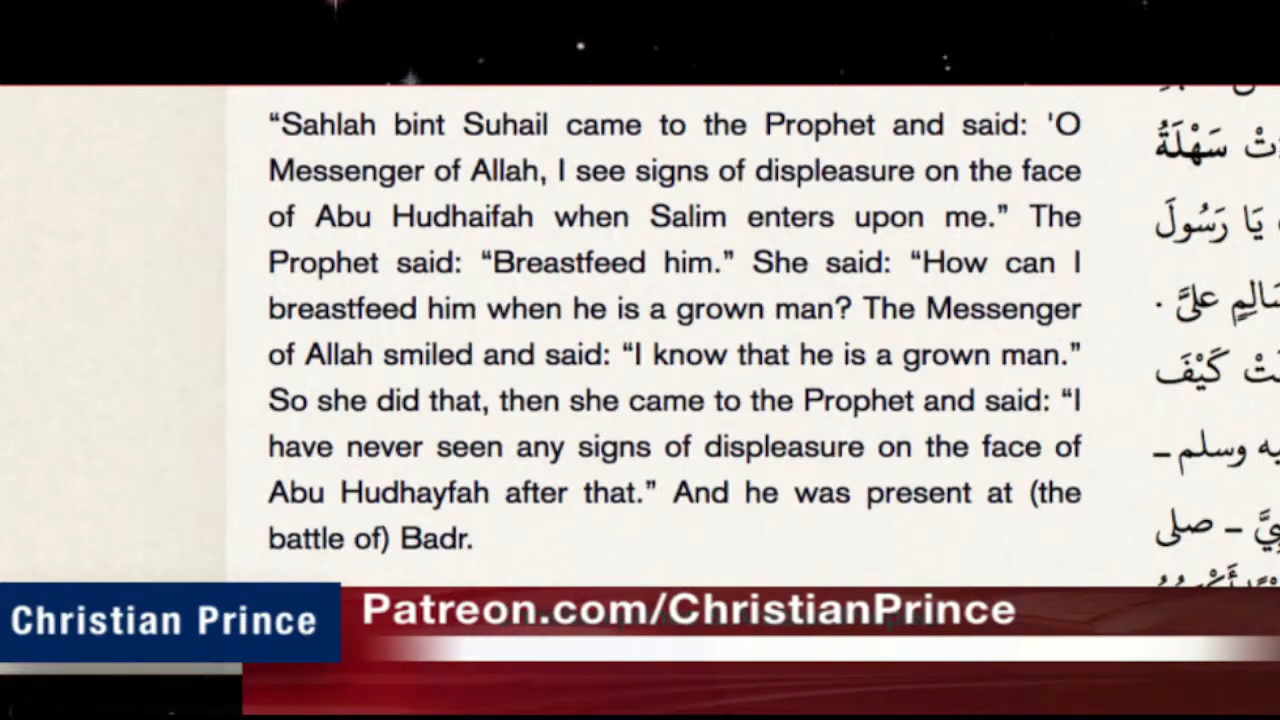 “Sahlah bint Suhail came to the Prophet and said: 'O
Messenger of Allah, I see signs of displeasure on the face
of Abu Hudhaifah when Salim enters upon me.” The
Prophet said: “Breastfeed him.” She said: “How can I
breastfeed him when he is a grown man? The Messenger
of Allah smiled and said: “I know that he is a grown man.”
So she did that, then she came to the Prophet and said: “I
have never seen any signs of displeasure on the face of
Abu Hudhayfah after that.” And he was present at (the
battle of) Badr.
سَهْلَةُ
يَا رَسُولَ
عَلَىَّ .
كَيْفَ
وسلم ـ
ـ صلى
Christian Prince
Patreon.com/ChristianPrince